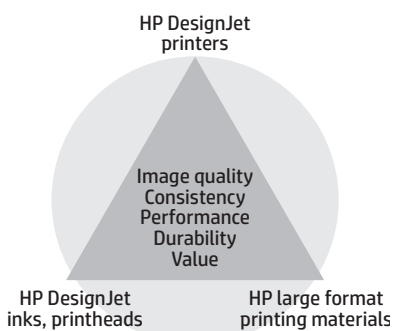 HP DesignJet
printers
Image quality
Consistency
Performance
Durability
Value
HP DesignJet
inks, printheads
HP large format
printing materials